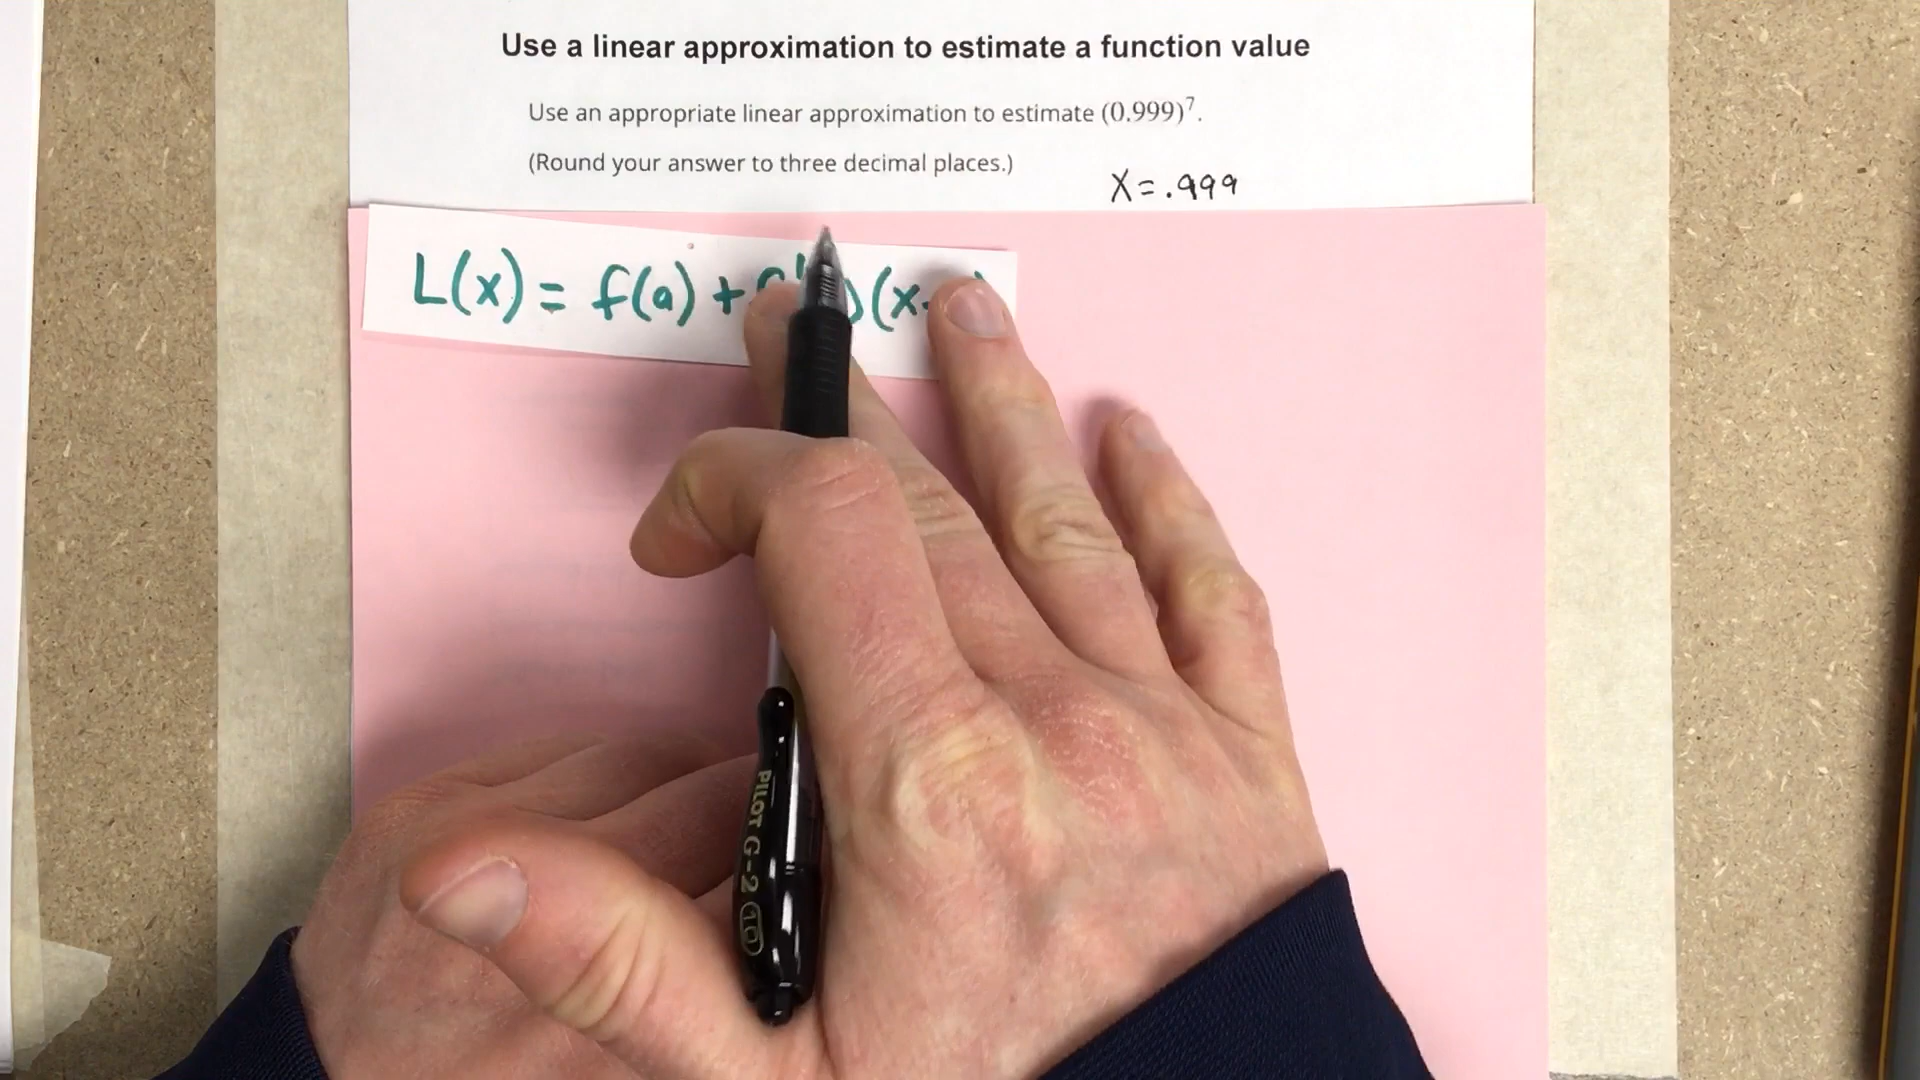 Use a linear approximation to estimate a function value
Use an appropriate linear approximation to estimate (0.999)⁷.
(Round your answer to three decimal places.)
X = .999
L(x) = f(a) + (x-
PILOT G-2 10